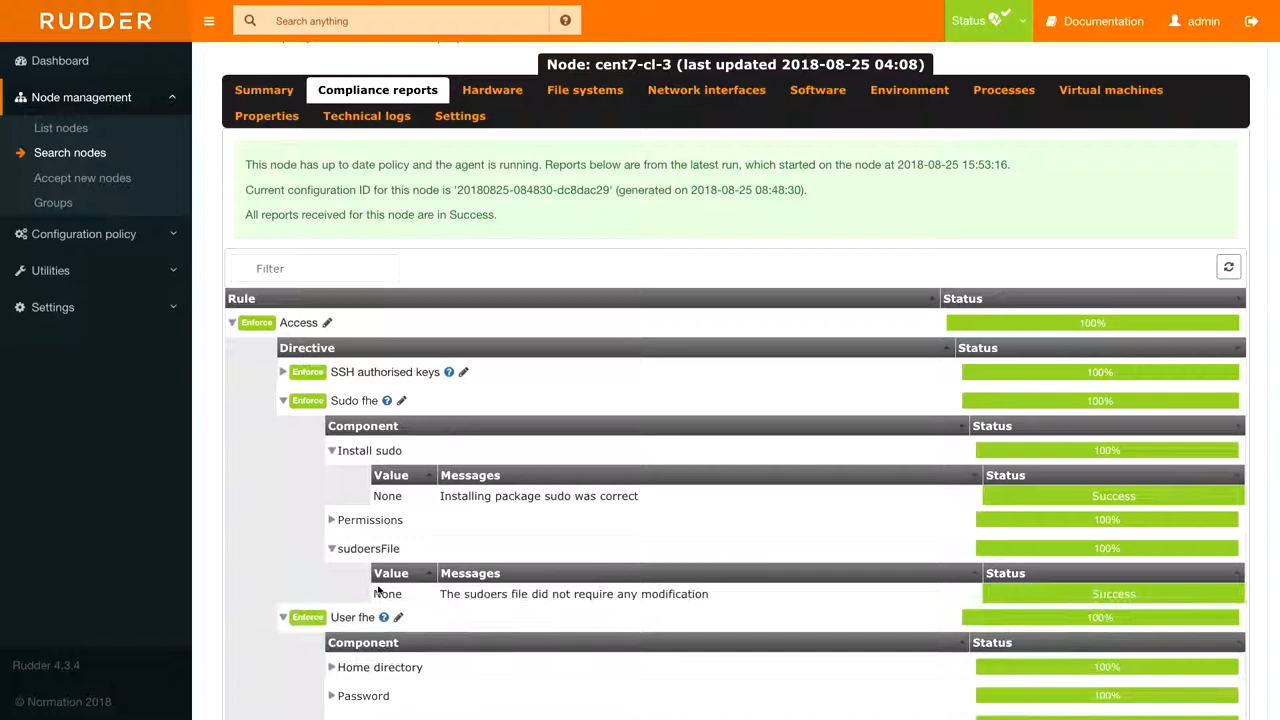 RUDDER
Search anything
Status
Documentation
admin
Dashboard
Node management
List nodes
Search nodes
Accept new nodes
Groups
Configuration policy
Utilities
Settings
Rudder 4.3.4
© Normation 2018
Node: cent7-cl-3 (last updated 2018-08-25 04:08)
Summary Compliance reports Hardware File systems Network interfaces Software Environment Processes Virtual machines
Properties Technical logs Settings
This node has up to date policy and the agent is running. Reports below are from the latest run, which started on the node at 2018-08-25 15:53:16.
Current configuration ID for this node is '20180825-084830-dc8dac29' (generated on 2018-08-25 08:48:30).
All reports received for this node are in Success.
Filter
Rule Status
Enforce Access 100%
Directive Status
Enforce SSH authorised keys 100%
Enforce Sudo fhe 100%
Component Status
Install sudo 100%
Value Messages Status
None Installing package sudo was correct Success
Permissions 100%
sudoersFile 100%
Value Messages Status
None The sudoers file did not require any modification Success
Enforce User fhe 100%
Component Status
Home directory 100%
Password 100%